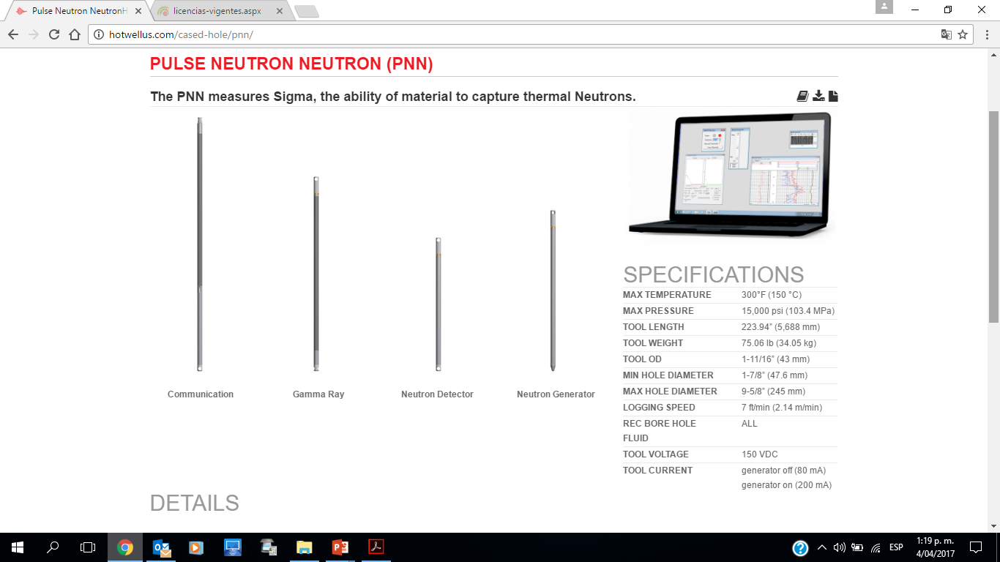 Pulse Neutron NeutronH
licencias-vigentes.aspx
hotwellus.com/cased-hole/pnn/
PULSE NEUTRON NEUTRON (PNN)
The PNN measures Sigma, the ability of material to capture thermal Neutrons.
Communication
Gamma Ray
Neutron Detector
Neutron Generator
SPECIFICATIONS
MAX TEMPERATURE 300°F (150 °C)
MAX PRESSURE 15,000 psi (103.4 MPa)
TOOL LENGTH 223.94” (5,688 mm)
TOOL WEIGHT 75.06 lb (34.05 kg)
TOOL OD 1-11/16” (43 mm)
MIN HOLE DIAMETER 1-7/8” (47.6 mm)
MAX HOLE DIAMETER 9-5/8” (245 mm)
LOGGING SPEED 7 ft/min (2.14 m/min)
REC BORE HOLE ALL
FLUID
TOOL VOLTAGE 150 VDC
TOOL CURRENT generator off (80 mA)
generator on (200 mA)
DETAILS
ESP
1:19 p. m.
4/04/2017